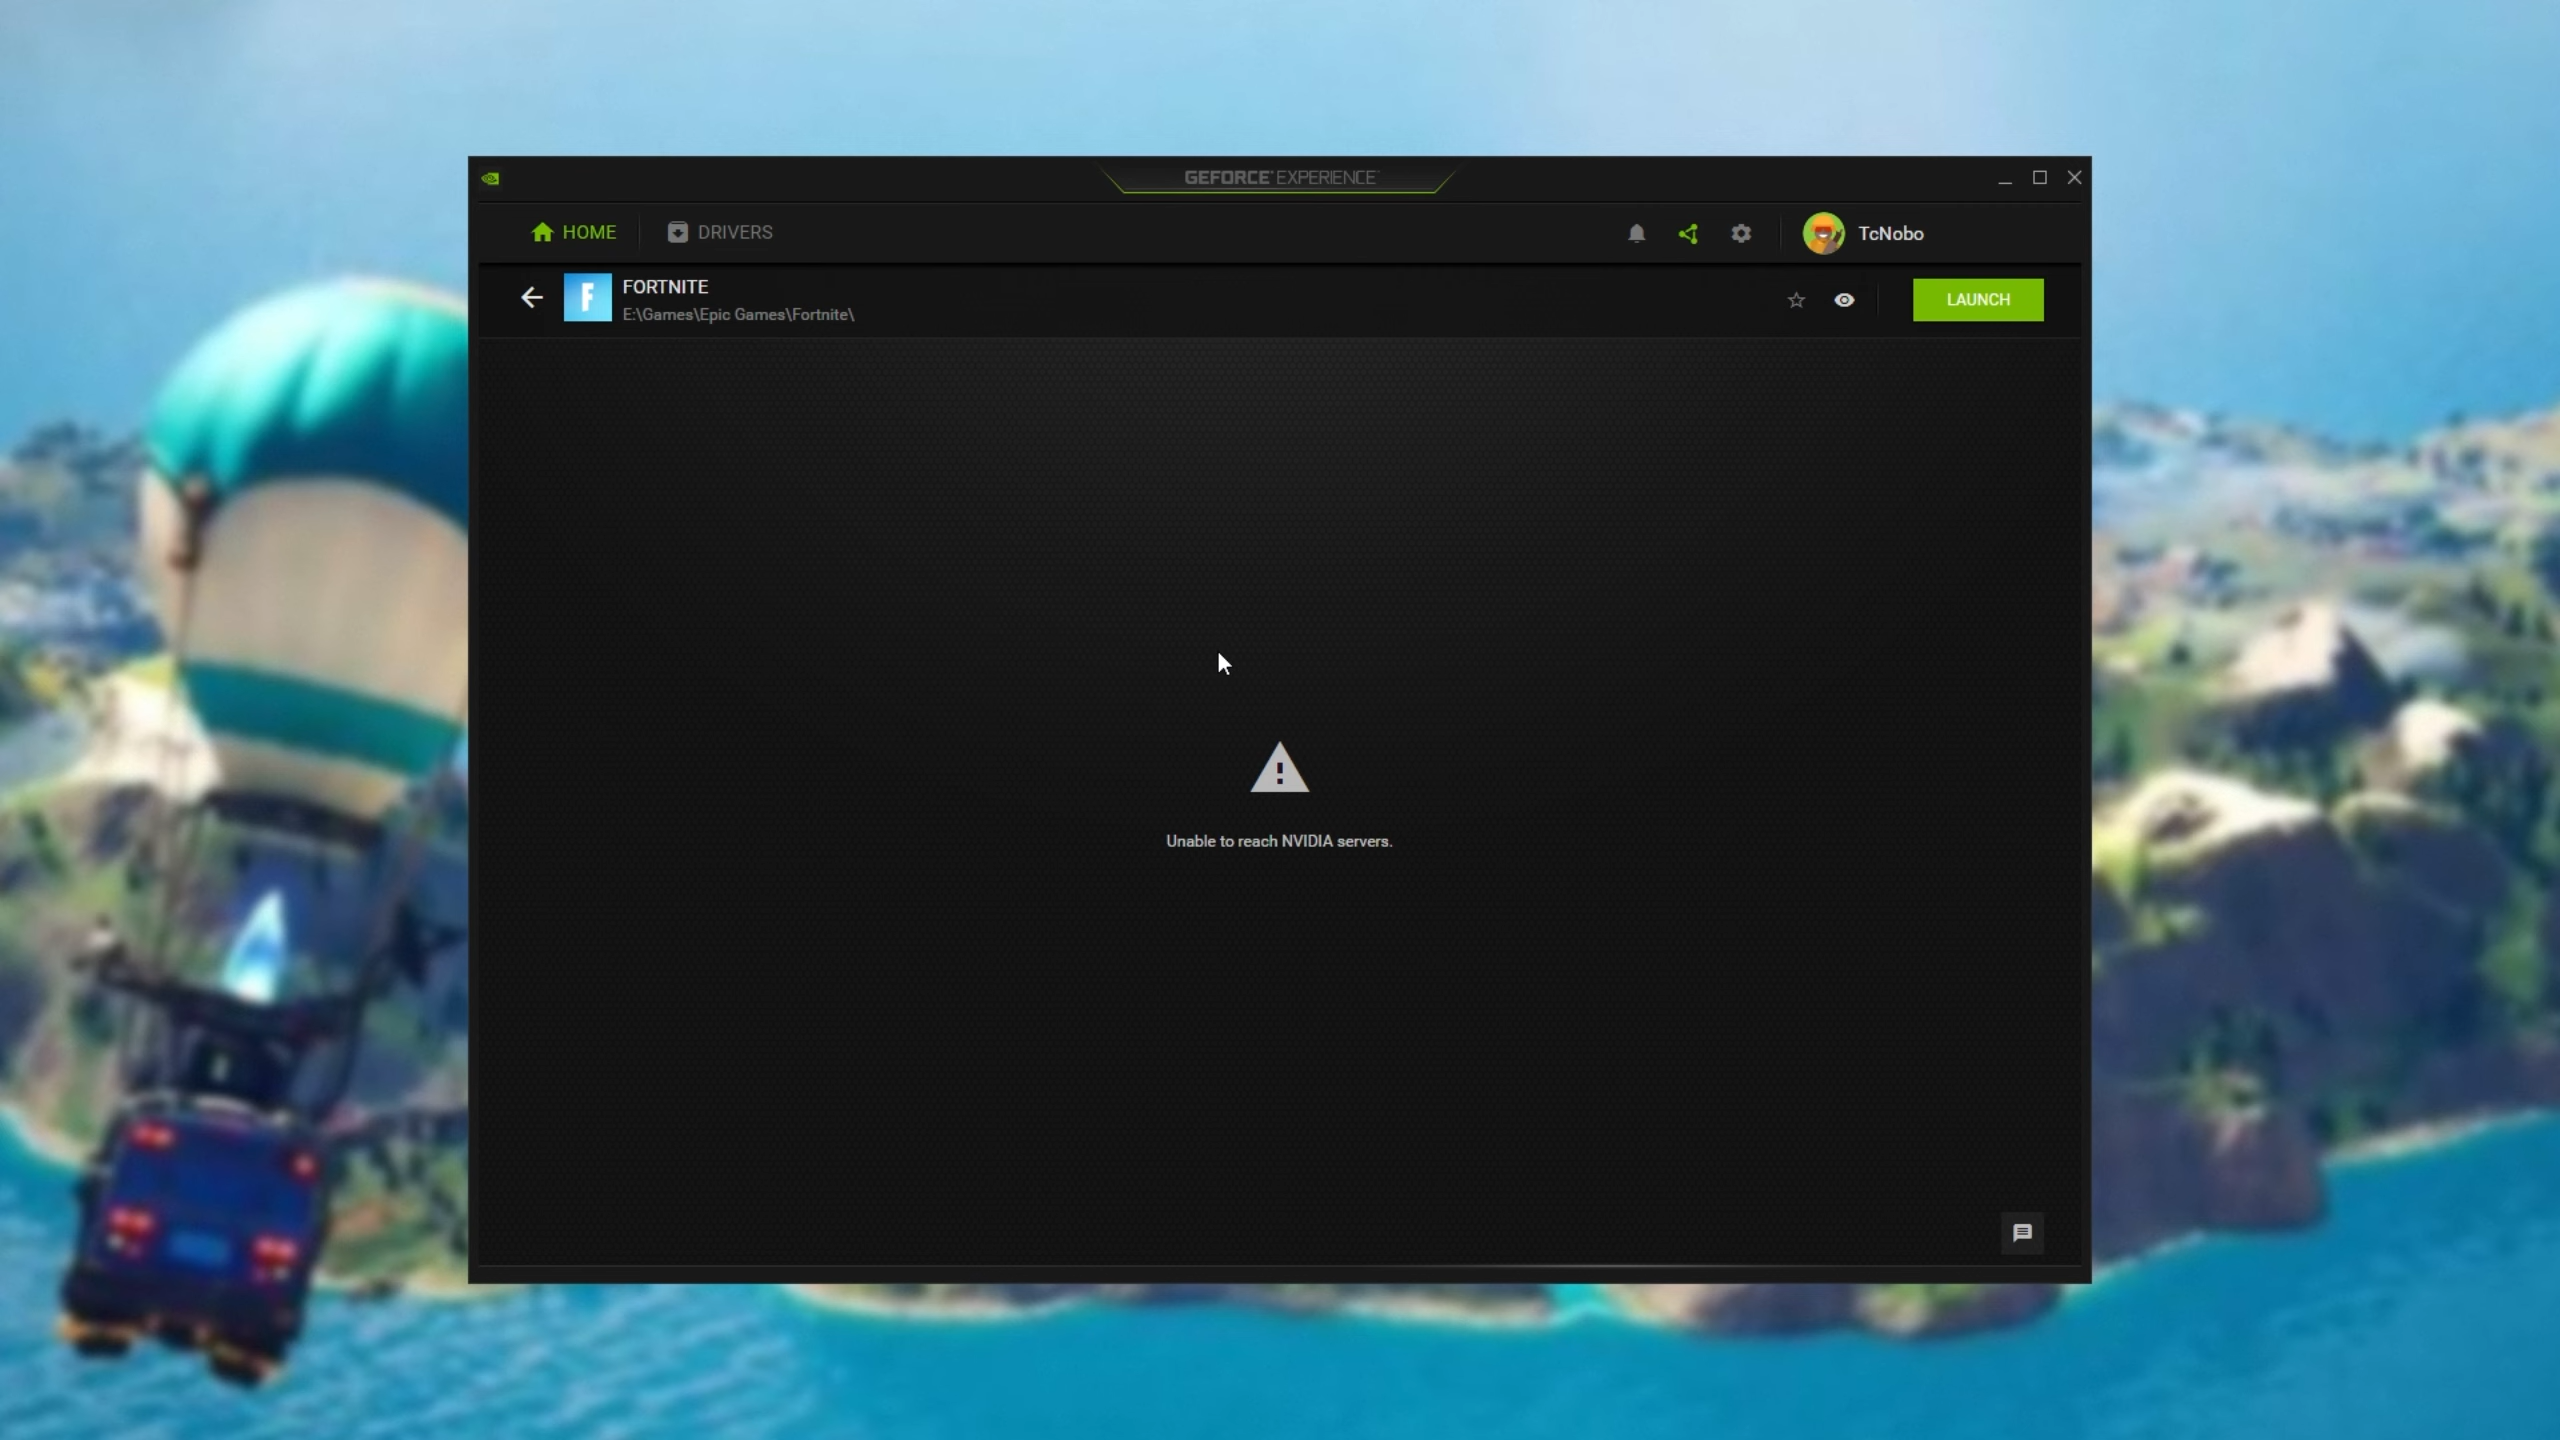 GEFORCE EXPERIENCE
HOME
DRIVERS
TcNobo
F
FORTNITE
E:\Games\Epic Games\Fortnite\
LAUNCH
Unable to reach NVIDIA servers.